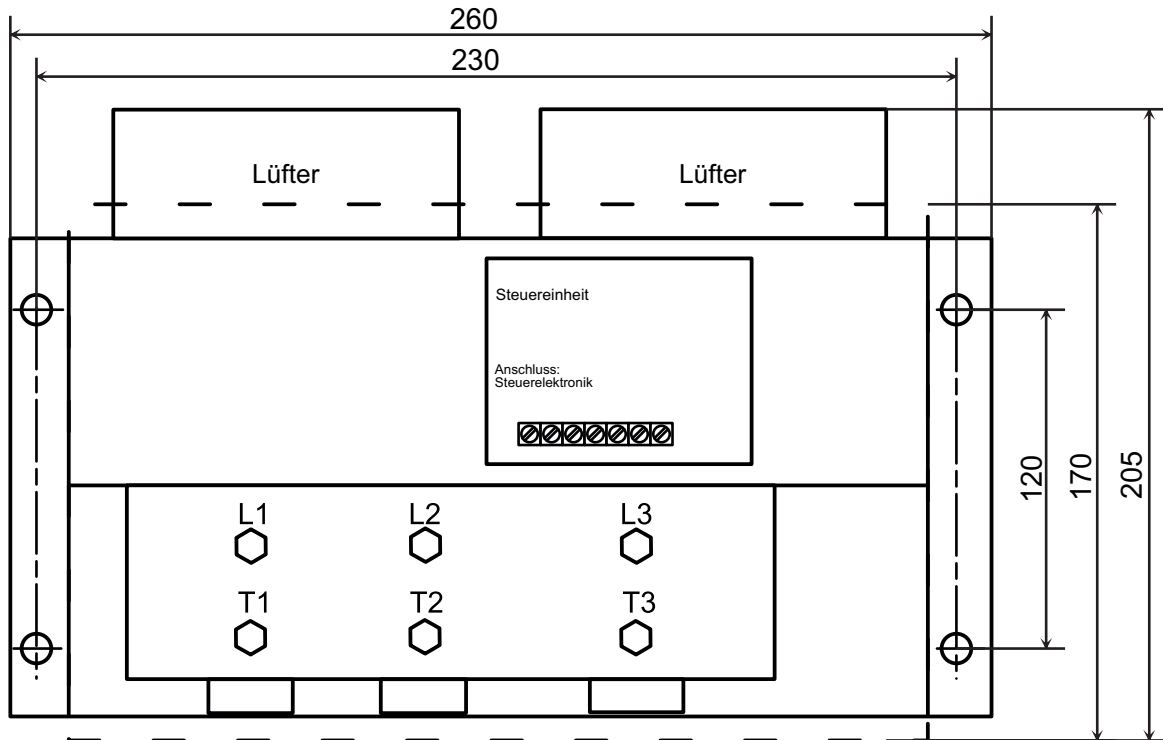 260
230
Lüfter
Lüfter
Steuereinheit
Anschluss:
Steuerelektronik
120
170
205
L1
L2
L3
T1
T2
T3